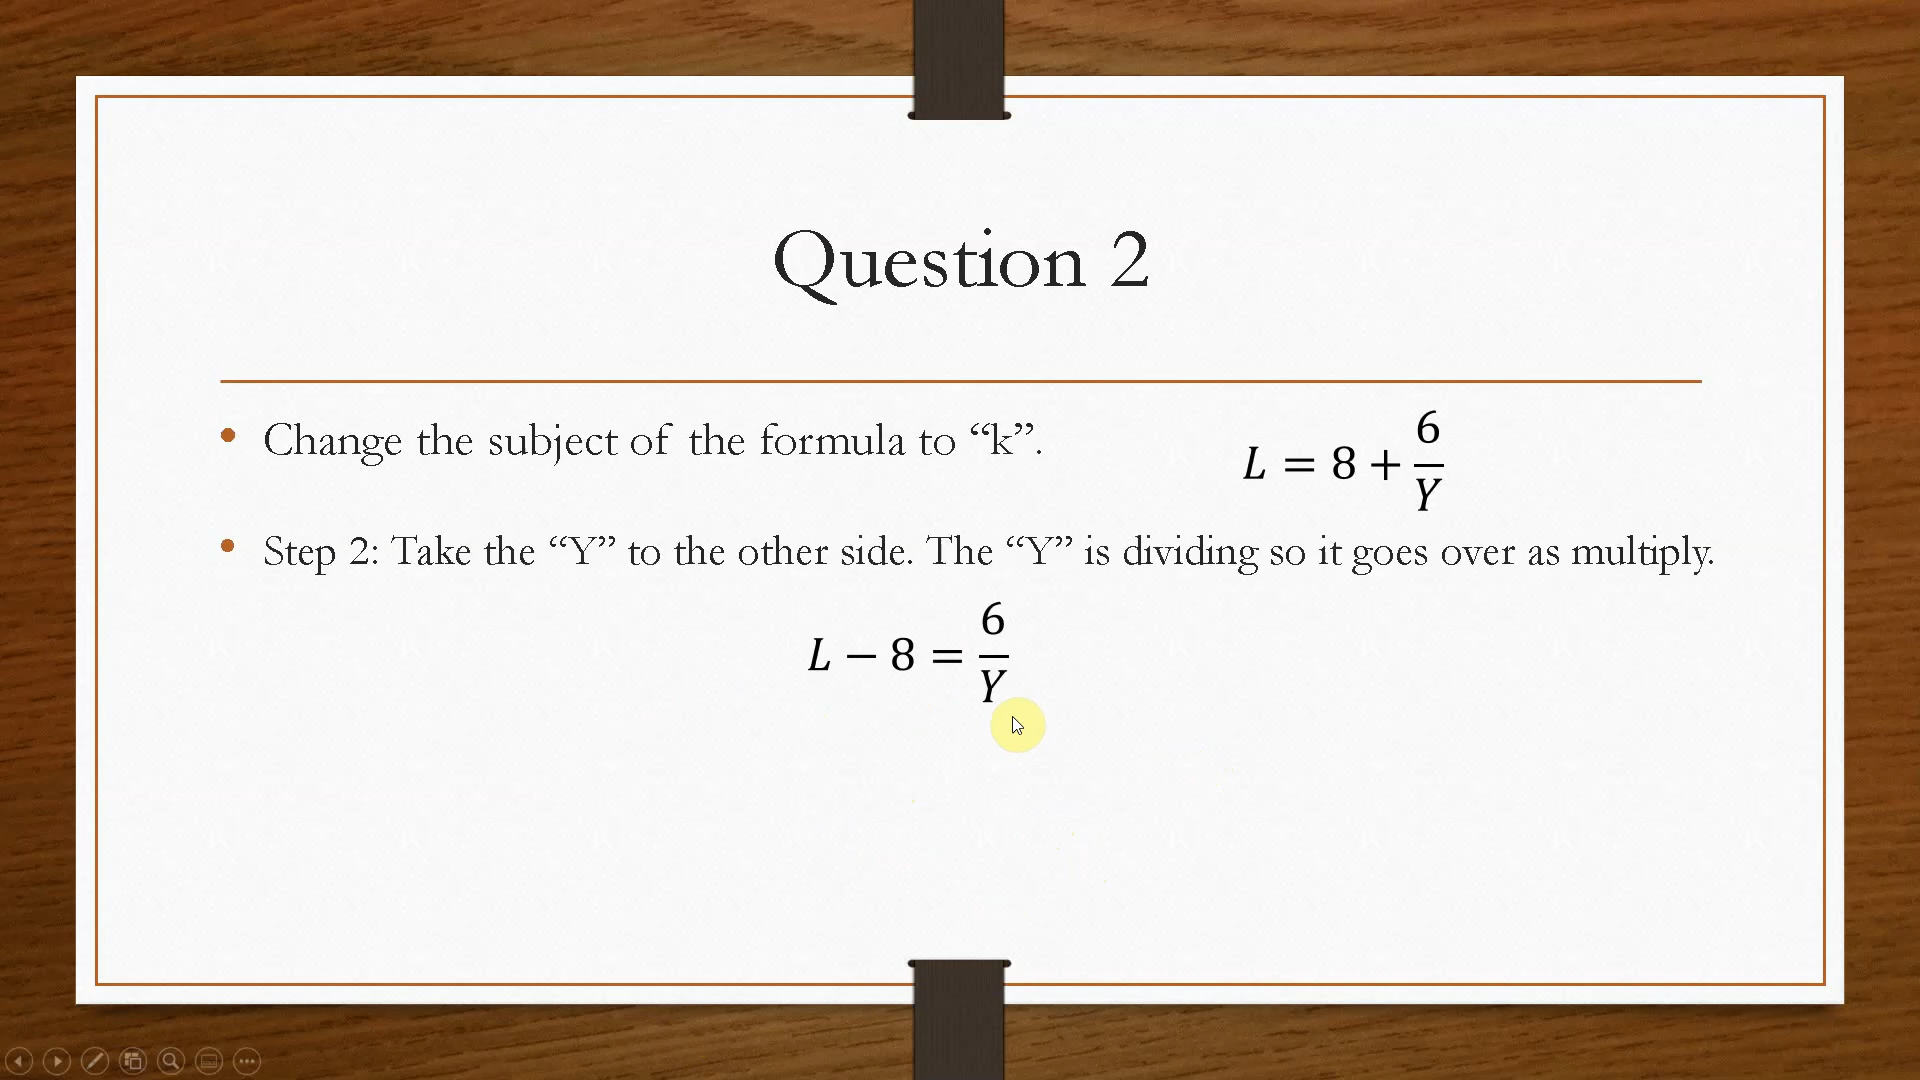 Question 2
• Change the subject of the formula to “k”.
L = 8 + 6/Y
• Step 2: Take the “Y” to the other side. The “Y” is dividing so it goes over as multiply.
L − 8 = 6/Y